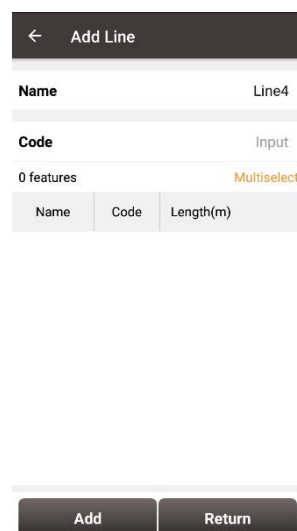 ← Add Line
Name Line4
Code Input
0 features Multiselect
Name Code Length(m)
Add Return